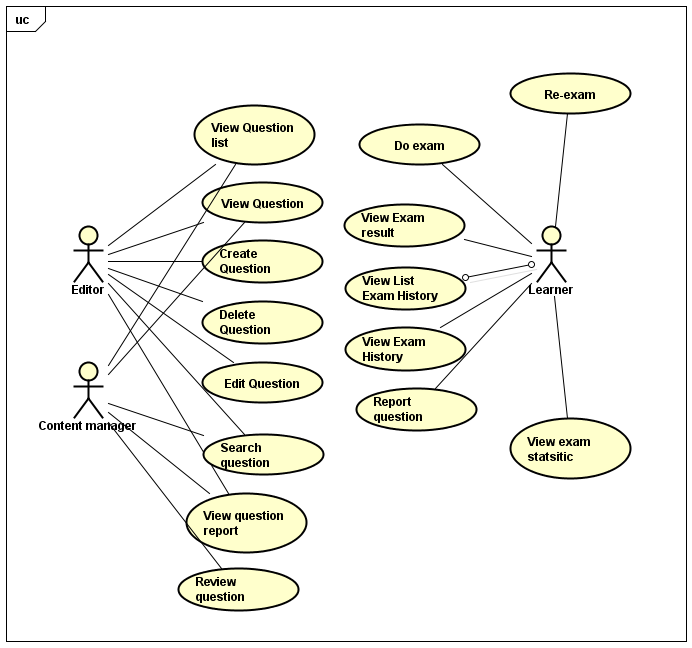 uc
View Question
list
View Question
Create
Question
Delete
Question
Edit Question
Search
question
View question
report
Review
question
Editor
Content manager
Re-exam
Do exam
View Exam
result
View List
Exam History
View Exam
History
Report
question
View exam
statsitic
Learner